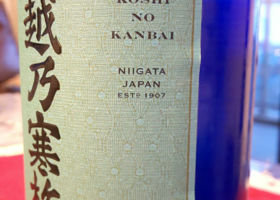 越乃寒梅
KOSHI
NO
KANBAI
NIIGATA
JAPAN
ESTD 1907